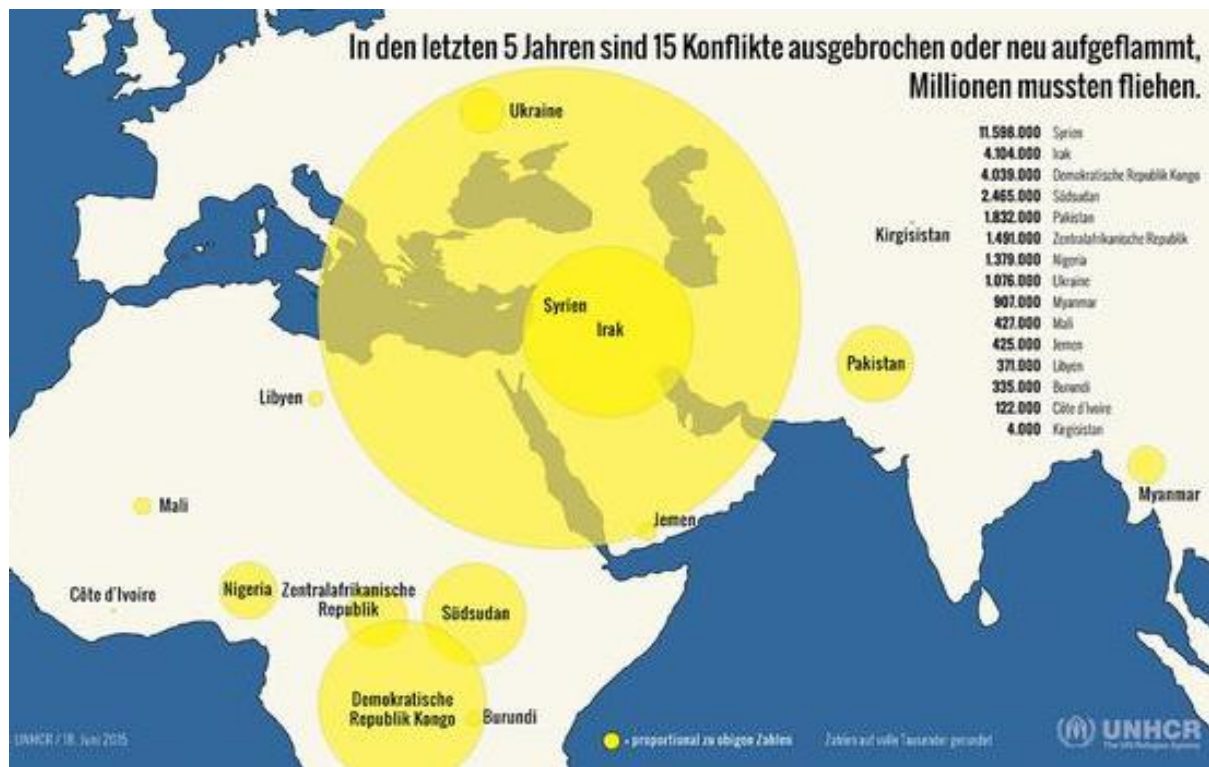 In den letzten 5 Jahren sind 15 Konflikte ausgebrochen oder neu aufgeflammt,
Millionen mussten fliehen.
11.598.000 Syrien
4.104.000 Irak
4.039.000 Demokratische Republik Kongo
2.465.000 Südsudan
1.832.000 Pakistan
1.491.000 Zentralafrikanische Republik
1.379.000 Nigeria
1.076.000 Ukraine
907.000 Myanmar
427.000 Mali
425.000 Jemen
371.000 Libyen
335.000 Burundi
122.000 Côte d'Ivoire
4.000 Kirgisistan
Ukraine
Kirgisistan
Syrien
Irak
Pakistan
Libyen
Myanmar
Mali
Jemen
Côte d'Ivoire
Nigeria
Zentralafrikanische
Republik
Südsudan
Demokratische
Republik Kongo
Burundi
UNHCR / 18. Juni 2015
= proportional zu obigen Zahlen
Zahlen auf volle Tausender gerundet
UNHCR
The UN Refugee Agency